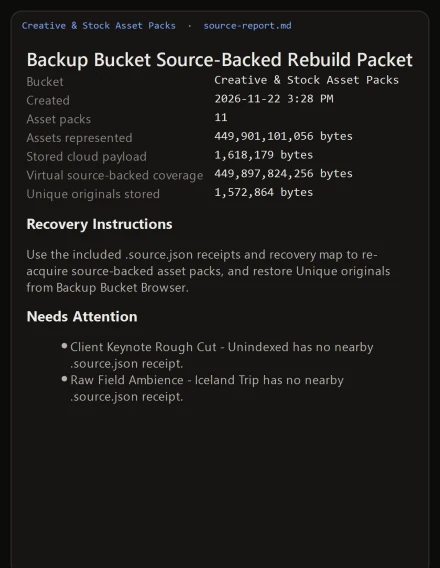 Creative & Stock Asset Packs · source-report.md
Backup Bucket Source-Backed Rebuild Packet
Bucket Creative & Stock Asset Packs
Created 2026-11-22 3:28 PM
Asset packs 11
Assets represented 449,901,101,056 bytes
Stored cloud payload 1,618,179 bytes
Virtual source-backed coverage 449,897,824,256 bytes
Unique originals stored 1,572,864 bytes
Recovery Instructions
Use the included .source.json receipts and recovery map to re-
acquire source-backed asset packs, and restore Unique originals
from Backup Bucket Browser.
Needs Attention
• Client Keynote Rough Cut - Unindexed has no nearby
.source.json receipt.
• Raw Field Ambience - Iceland Trip has no nearby
.source.json receipt.